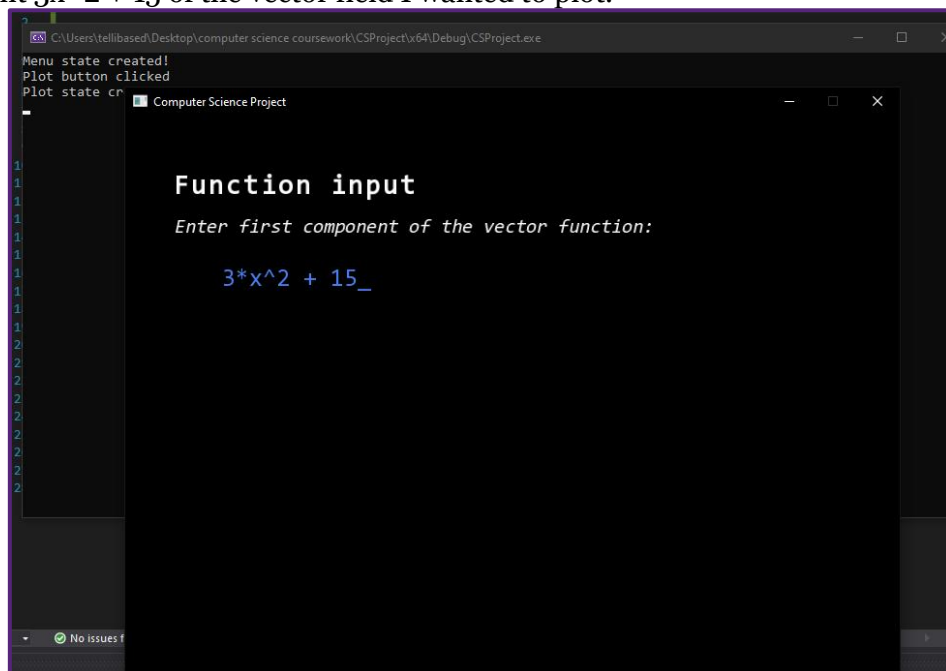 3x^2 + 15 of the vector field I wanted to plot.
C:\Users\tellibased\Desktop\computer science coursework\CSProject\x64\Debug\CSProject.exe
Menu state created!
Plot button clicked
Plot state cr
Computer Science Project
Function input
Enter first component of the vector function:
3*x^2 + 15_
No issues f